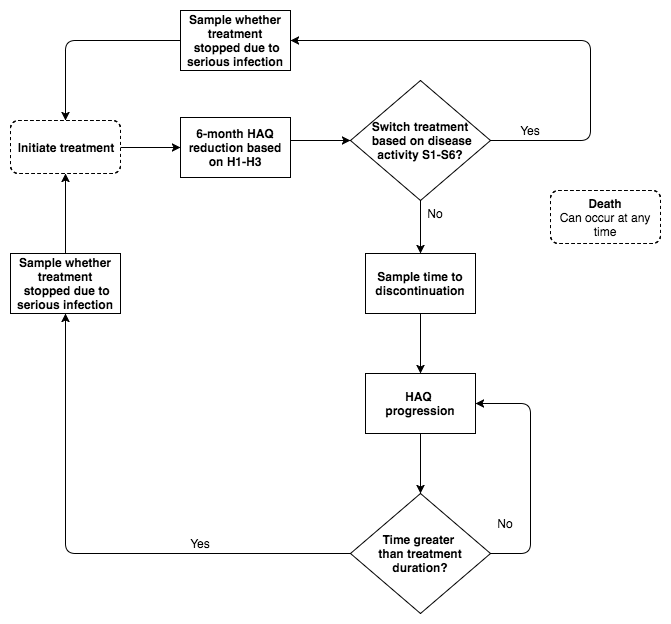 Sample whether
treatment
stopped due to
serious infection
Initiate treatment
6-month HAQ
reduction based
on H1-H3
Switch treatment
based on disease
activity S1-S6?
Yes
Death
Can occur at any
time
No
Sample whether
treatment
stopped due to
serious infection
Sample time to
discontinuation
HAQ
progression
No
Time greater
than treatment
duration?
Yes